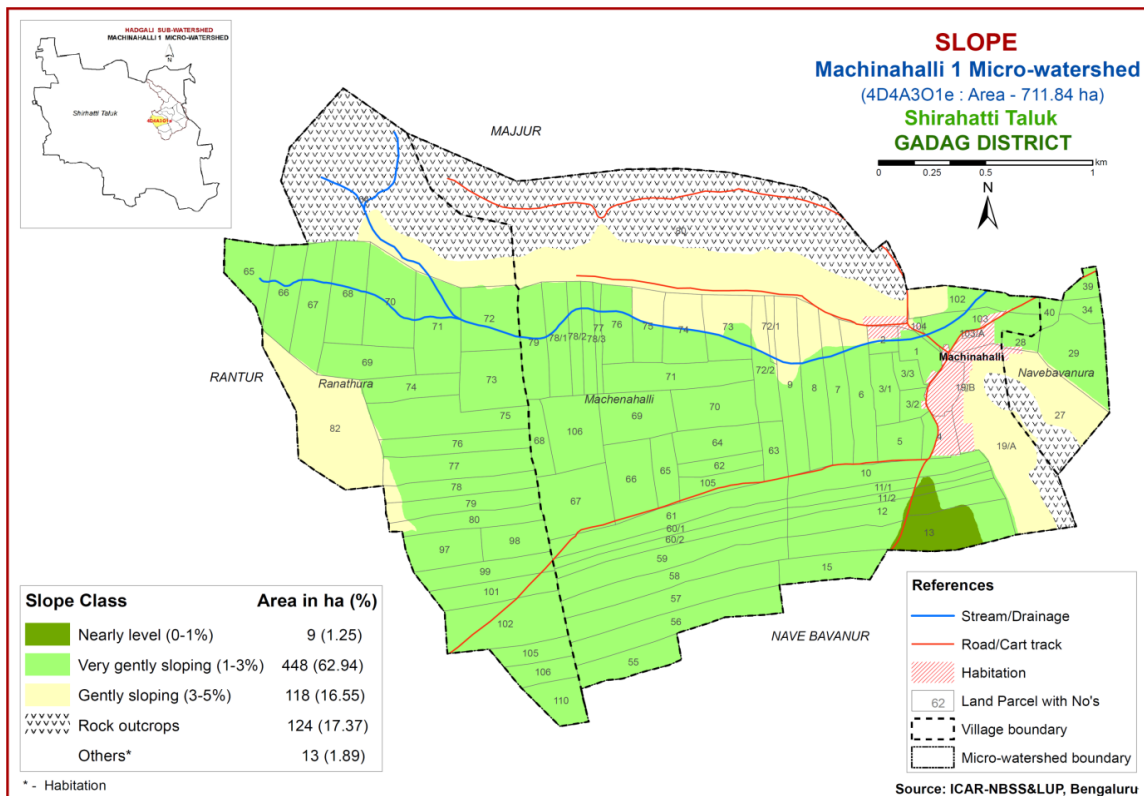 HADGALI SUB-WATERSHED
MACHINAHALLI 1 MICRO-WATERSHED
N
Shirhatti Taluk
4D4A3O1e
SLOPE
Machinahalli 1 Micro-watershed
(4D4A3O1e : Area - 711.84 ha)
Shirahatti Taluk
GADAG DISTRICT
km
0 0.25 0.5 1
N
MAJJUR
90
65 66 67 68 70 71 72
79 78/1 78/2 77 78/3 76 75 74 73 72/1
102 103 39 40 34
2 104 103/A 28 29
1 Machinahalli
RANTUR
Ranathura
69 74 73
Machenahalli
71 72/2 9 8 7 6 3/1 3/3 3/2
19/B
Navebavanura
27
82
75
76
77
78
79
80
68 106 69 70 64 62 65 66 105 63
5 4 19/A
10
11/1
11/2
12
13
67
61
60/1
60/2
59
58
57
56
55
15
97 98
99
101
102
105
106
110
NAVE BAVANUR
Slope Class Area in ha (%)
Nearly level (0-1%) 9 (1.25)
Very gently sloping (1-3%) 448 (62.94)
Gently sloping (3-5%) 118 (16.55)
Rock outcrops 124 (17.37)
Others* 13 (1.89)
* - Habitation
References
Stream/Drainage
Road/Cart track
Habitation
62 Land Parcel with No's
Village boundary
Micro-watershed boundary
Source: ICAR-NBSS&LUP, Bengaluru